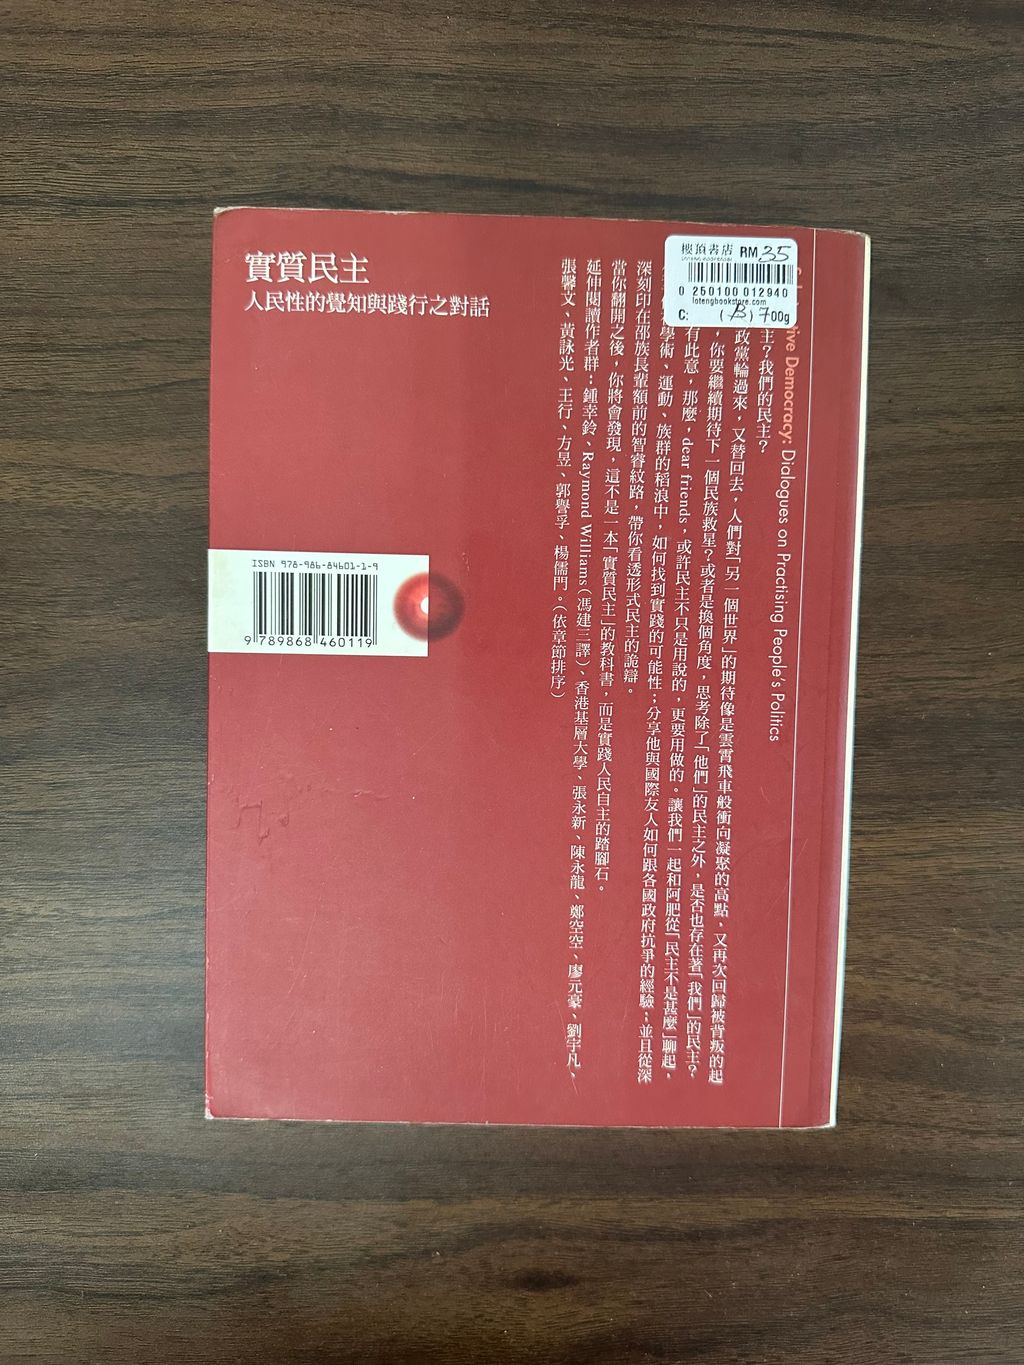 實質民主
人民性的覺知與踐行之對話
樓頂書店 RM 35
0 250100 012940
lotengbookstore.com
C: (B) 700g
ive Democracy: Dialogues on Practising People's Politics
主？我們的民主？
政黨輪過來，又替回去，人們對「另一個世界」的期待像是雲霄飛車般衝向凝聚的高點，又再次回歸被背叛的起
，你要繼續期待下一個民族救星？或者是換個角度，思考除了「他們」的民主之外，是否也存在著「我們」的民主？
有此意，那麼，dear friends，或許民主不只是用說的，更要用做的。讓我們一起和阿肥從「民主不是甚麼」聊起，
學術、運動、族群的稻浪中，如何找到實踐的可能性；分享他與國際友人如何跟各國政府抗爭的經驗；並且從深
深刻印在邵族長輩額前的智睿紋路，帶你看透形式民主的詭辯。
當你翻開之後，你將會發現，這不是一本「實質民主」的教科書，而是實踐人民自主的踏腳石。
延伸閱讀作者群：鍾幸鈴、Raymond Williams（馮建三譯）、香港基層大學、張永新、陳永龍、鄭空空、廖元豪、劉宇凡、
張馨文、黃詠光、王行、方昱、郭譽孚、楊儒門。（依章節排序）
ISBN 978-986-84601-1-9
9 789868 460119